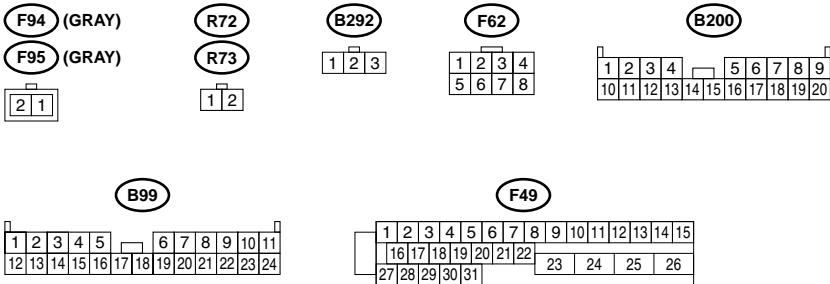 F94 (GRAY)
F95 (GRAY)
2 1
R72
R73
1 2
B292
1 2 3
F62
1 2 3 4
5 6 7 8
B200
1 2 3 4 5 6 7 8 9
10 11 12 13 14 15 16 17 18 19 20
B99
1 2 3 4 5 6 7 8 9 10 11
12 13 14 15 16 17 18 19 20 21 22 23 24
F49
1 2 3 4 5 6 7 8 9 10 11 12 13 14 15
16 17 18 19 20 21 22 23 24 25 26
27 28 29 30 31